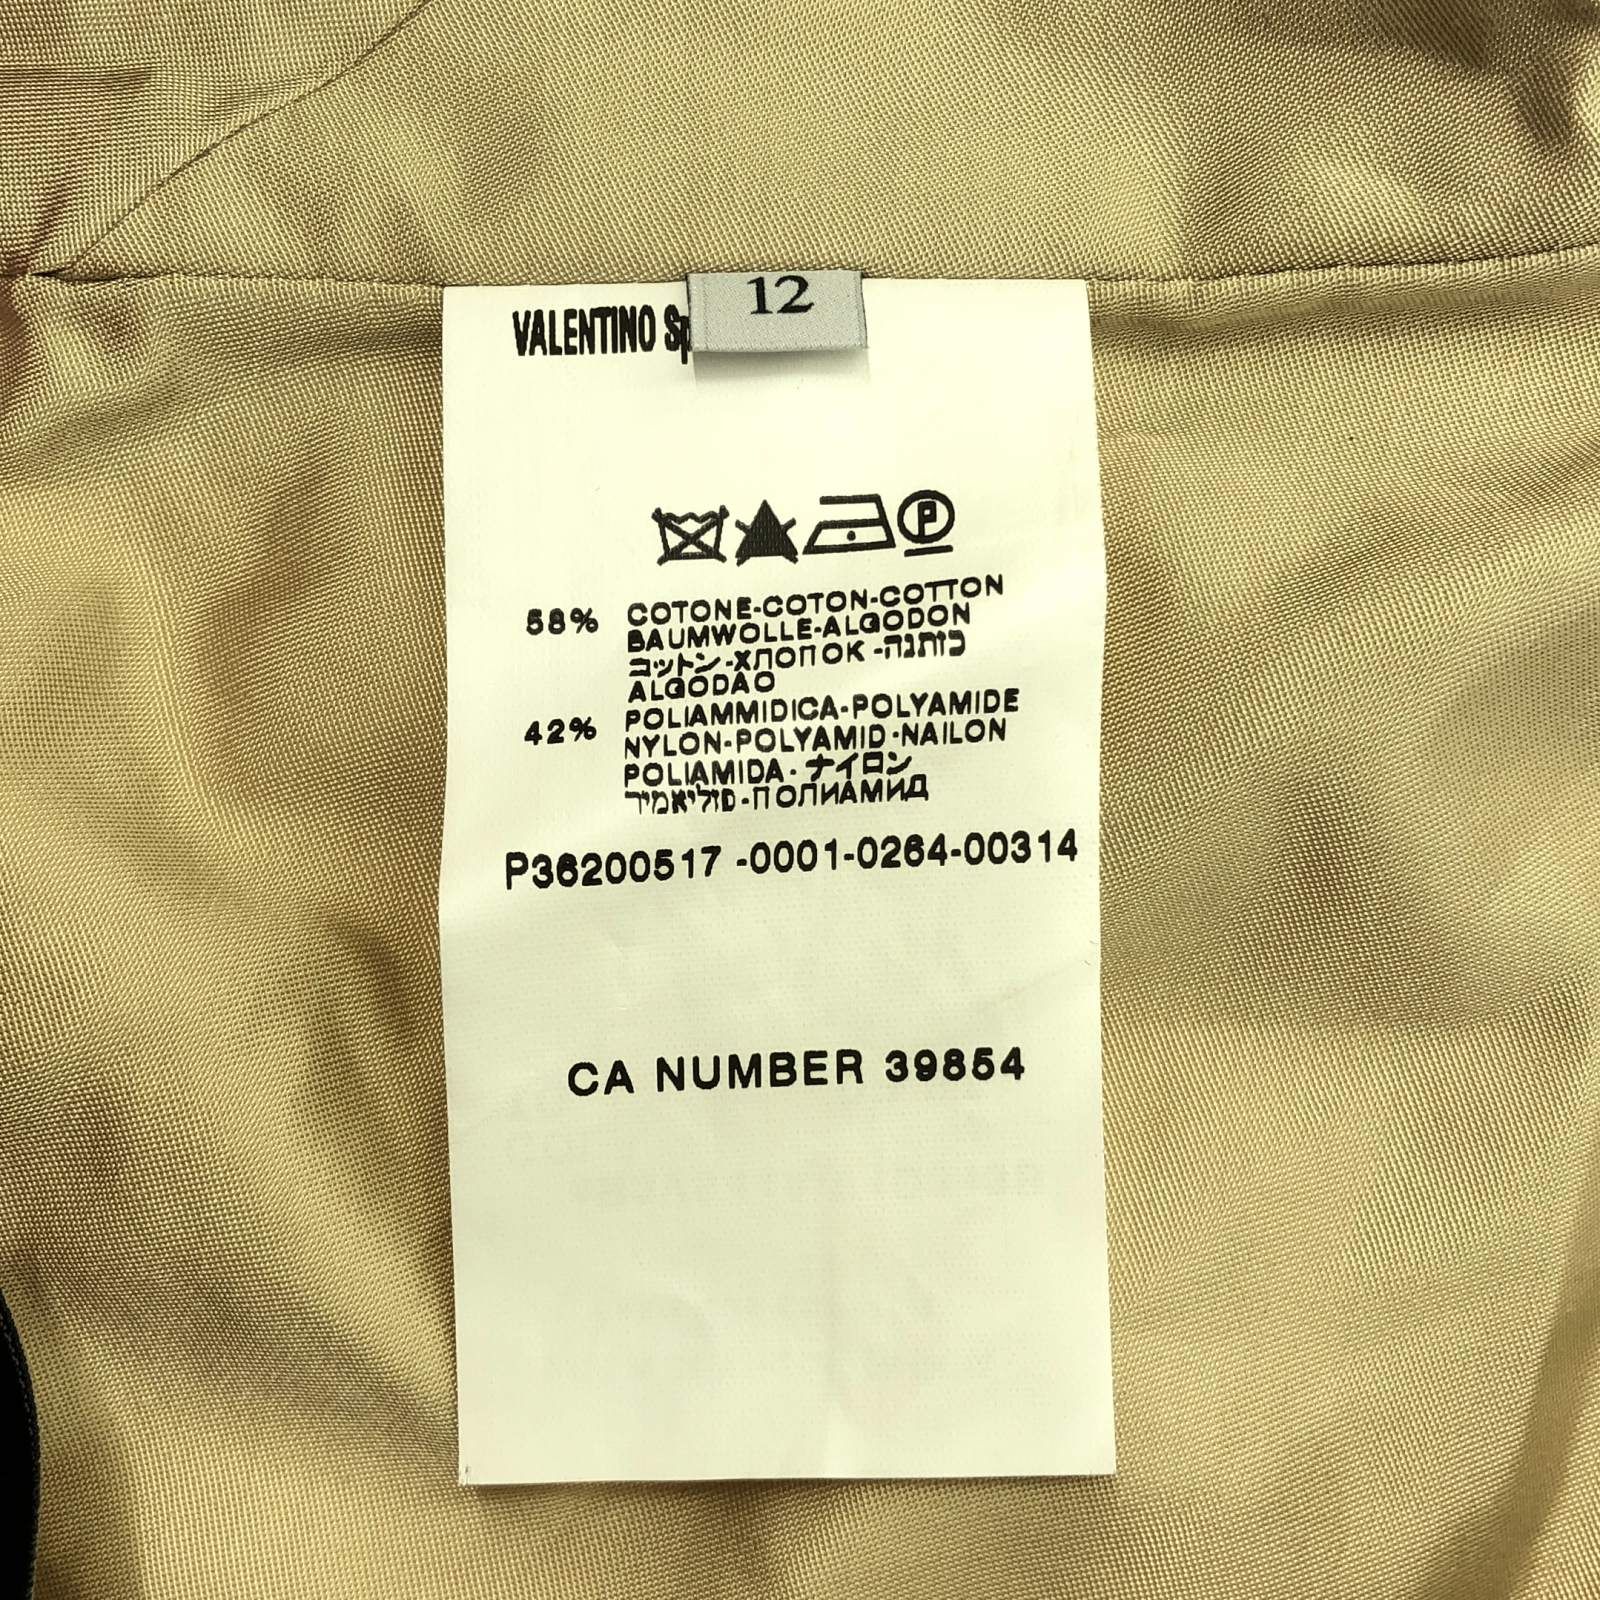 12
VALENTINO Sp
P
58% COTONE-COTON-COTTON
BAUMWOLLE-ALGODON
コットン-ХЛОПОК-כותנה
ALGODAO
42% POLIAMMIDICA-POLYAMIDE
NYLON-POLYAMID-NAILON
POLIAMIDA-ナイロン
פוליאמיד-ПОЛИАМИД
P36200517 -0001-0264-00314
CA NUMBER 39854